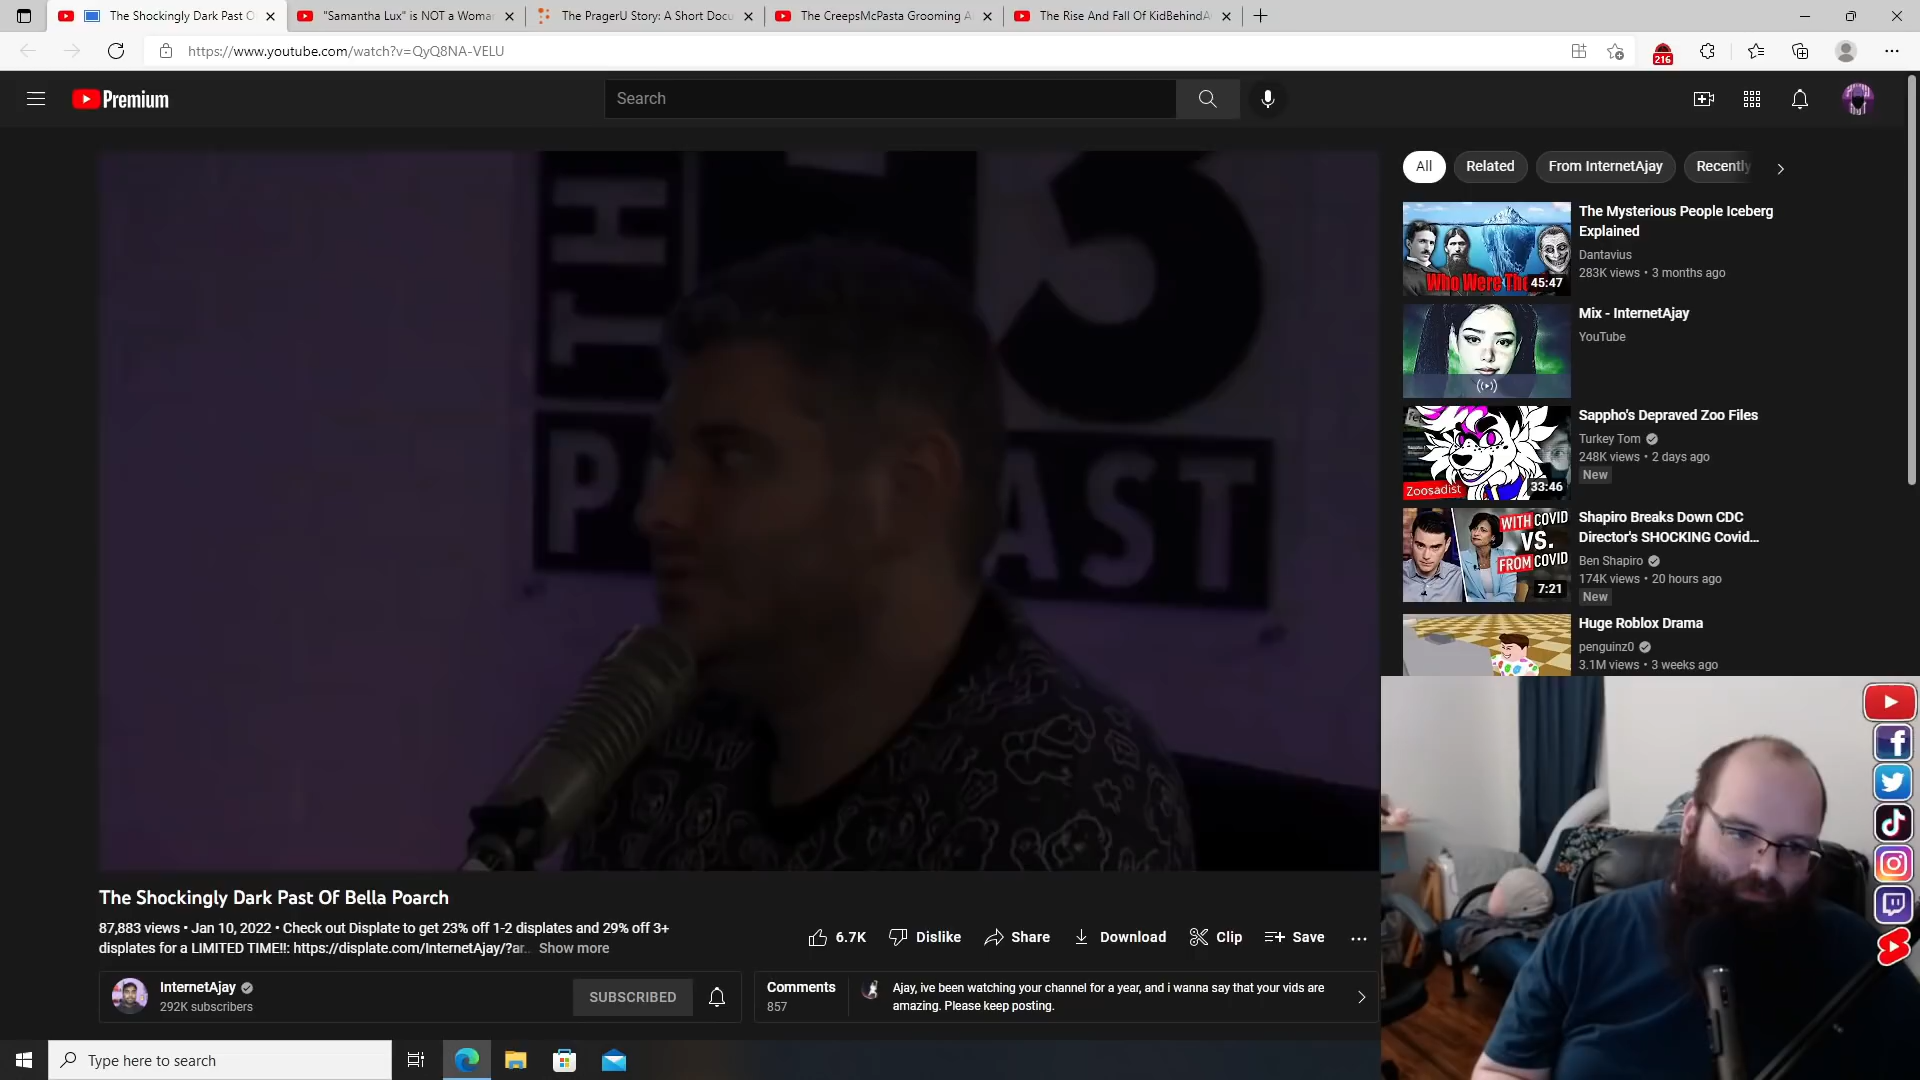 The Shockingly Dark Past O
"Samantha Lux" is NOT a Woma
The PragerU Story: A Short Docu
The CreepsMcPasta Grooming A
The Rise And Fall Of KidBehindA
https://www.youtube.com/watch?v=QyQ8NA-VELU
216
Premium
Search
All
Related
From InternetAjay
Recently
The Mysterious People Iceberg
Explained
Dantavius
283K views • 3 months ago
45:47
Mix - InternetAjay
YouTube
Sappho's Depraved Zoo Files
Turkey Tom
248K views • 2 days ago
New
Zoosadist
33:46
Shapiro Breaks Down CDC
Director's SHOCKING Covid...
Ben Shapiro
174K views • 20 hours ago
New
WITH COVID
VS.
FROM COVID
7:21
Huge Roblox Drama
penguinz0
3.1M views • 3 weeks ago
H3
The Shockingly Dark Past Of Bella Poarch
87,883 views • Jan 10, 2022 • Check out Displate to get 23% off 1-2 displates and 29% off 3+
displates for a LIMITED TIME!!: https://displate.com/InternetAjay/?ar... Show more
6.7K
Dislike
Share
Download
Clip
Save
InternetAjay
292K subscribers
SUBSCRIBED
Comments
857
Ajay, ive been watching your channel for a year, and i wanna say that your vids are
amazing. Please keep posting.
Type here to search